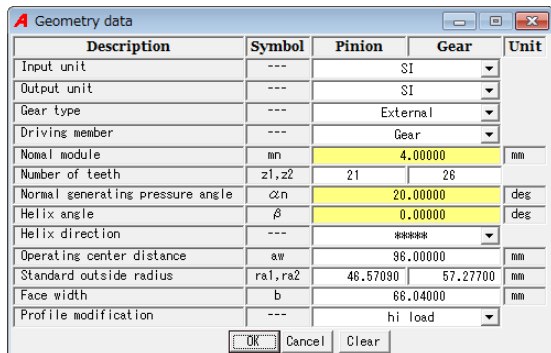 Geometry data
Description Symbol Pinion Gear Unit
Input unit --- SI
Output unit --- SI
Gear type --- External
Driving member --- Gear
Nomal module mn 4.00000 mm
Number of teeth z1,z2 21 26
Normal generating pressure angle αn 20.00000 deg
Helix angle β 0.00000 deg
Helix direction --- *****
Operating center distance aw 96.00000 mm
Standard outside radius ra1,ra2 46.57090 57.27700 mm
Face width b 66.04000 mm
Profile modification --- hi load
OK Cancel Clear